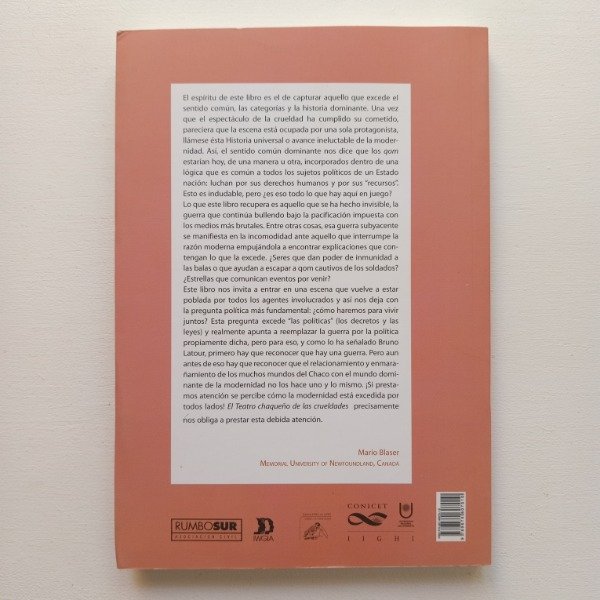 El espíritu de este libro es el de capturar aquello que excede el
sentido común, las categorías y la historia dominante. Una vez
que el espectáculo de la crueldad ha cumplido su cometido,
pareciera que la escena está ocupada por una sola protagonista,
llámese ésta Historia universal o avance ineluctable de la moder-
nidad. Así, el sentido común dominante nos dice que los qom
estarían hoy, de una manera u otra, incorporados dentro de una
lógica que es común a todos los sujetos políticos de un Estado
nación: luchan por sus derechos humanos y por sus "recursos".
Esto es indudable, pero ¿es eso todo lo que hay aquí en juego?
Lo que este libro recupera es aquello que se ha hecho invisible, la
guerra que continúa bullendo bajo la pacificación impuesta con
los medios más brutales. Entre otras cosas, esa guerra subyacente
se manifiesta en la incomodidad ante aquello que interrumpe la
razón moderna empujándola a encontrar explicaciones que con-
tengan lo que la excede. ¿Seres que dan poder de inmunidad a
las balas o que ayudan a escapar a qom cautivos de los soldados?
¿Estrellas que comunican eventos por venir?
Este libro nos invita a entrar en una escena que vuelve a estar
poblada por todos los agentes involucrados y así nos deja con
la pregunta política más fundamental: ¿cómo haremos para vivir
juntos? Esta pregunta excede "las políticas" (los decretos y las
leyes) y realmente apunta a reemplazar la guerra por la política
propiamente dicha, pero para eso, y como lo ha señalado Bruno
Latour, primero hay que reconocer que hay una guerra. Pero aun
antes de eso hay que reconocer que el relacionamiento y enmara-
ñamiento de los muchos mundos del Chaco con el mundo domi-
nante de la modernidad no los hace uno y lo mismo. ¡Si presta-
mos atención se percibe cómo la modernidad está excedida por
todos lados! El Teatro chaqueño de las crueldades precisamente
nos obliga a prestar esta debida atención.
Mario Blaser
Memorial University of Newfoundland, Canada
RUMBOSUR
ASOCIACION CIVIL
IWGIA
CONICET
IIGHI